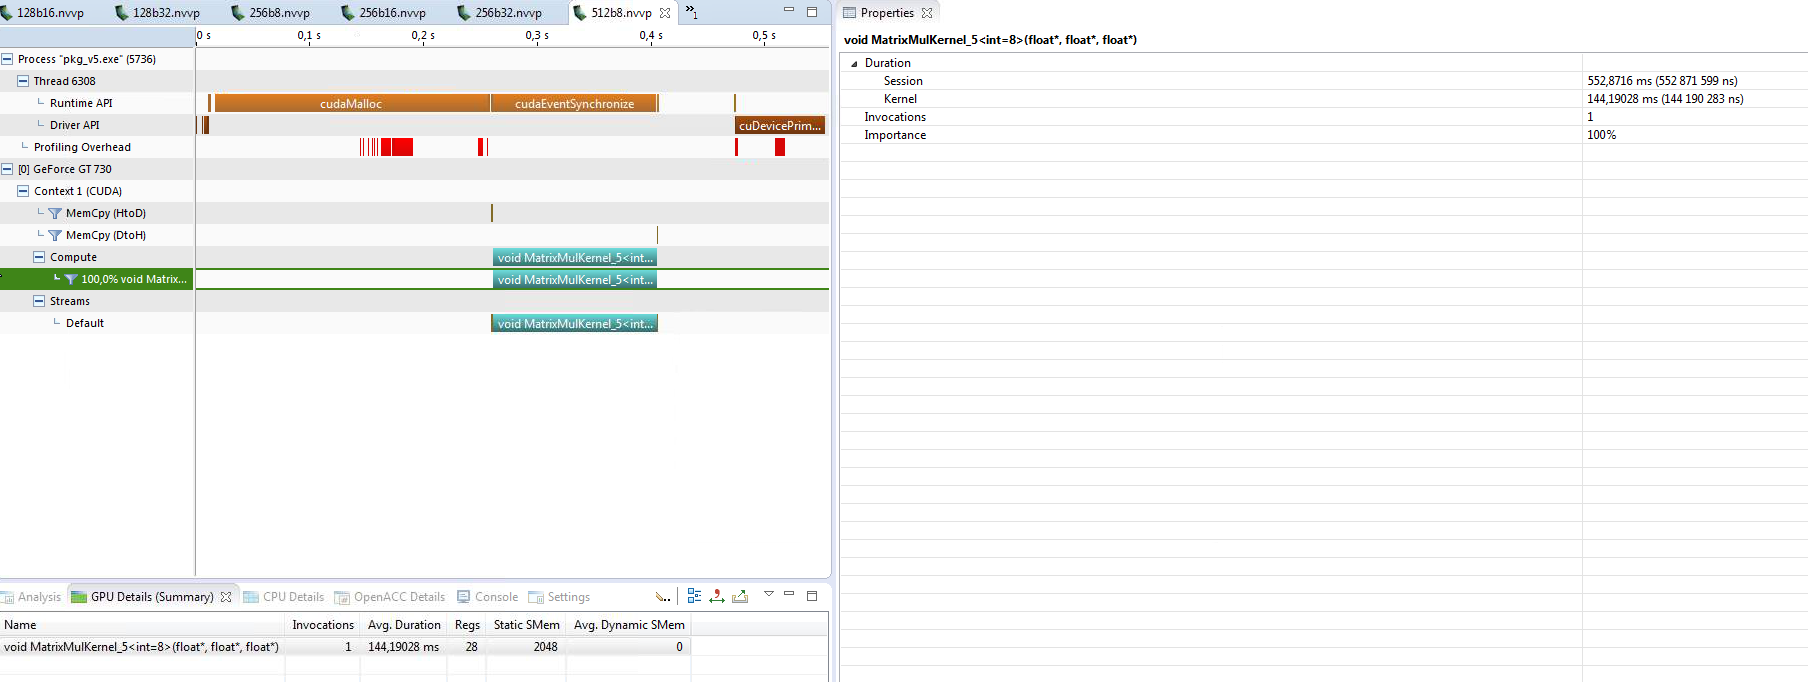 128b16.nvvp 128b32.nvvp 256b8.nvvp 256b16.nvvp 256b32.nvvp 512b8.nvvp »1
0 s 0,1 s 0,2 s 0,3 s 0,4 s 0,5 s
Process "pkg_v5.exe" (5736)
Thread 6308
Runtime API cudaMalloc cudaEventSynchronize
Driver API cuDevicePrim...
Profiling Overhead
[0] GeForce GT 730
Context 1 (CUDA)
MemCpy (HtoD)
MemCpy (DtoH)
Compute void MatrixMulKernel_5<int...
100,0% void Matrix... void MatrixMulKernel_5<int...
Streams
Default void MatrixMulKernel_5<int...
Analysis GPU Details (Summary) CPU Details OpenACC Details Console Settings
Name Invocations Avg. Duration Regs Static SMem Avg. Dynamic SMem
void MatrixMulKernel_5<int=8>(float*, float*, float*) 1 144,19028 ms 28 2048 0
Properties
void MatrixMulKernel_5<int=8>(float*, float*, float*)
Duration
Session 552,8716 ms (552 871 599 ns)
Kernel 144,19028 ms (144 190 283 ns)
Invocations 1
Importance 100%